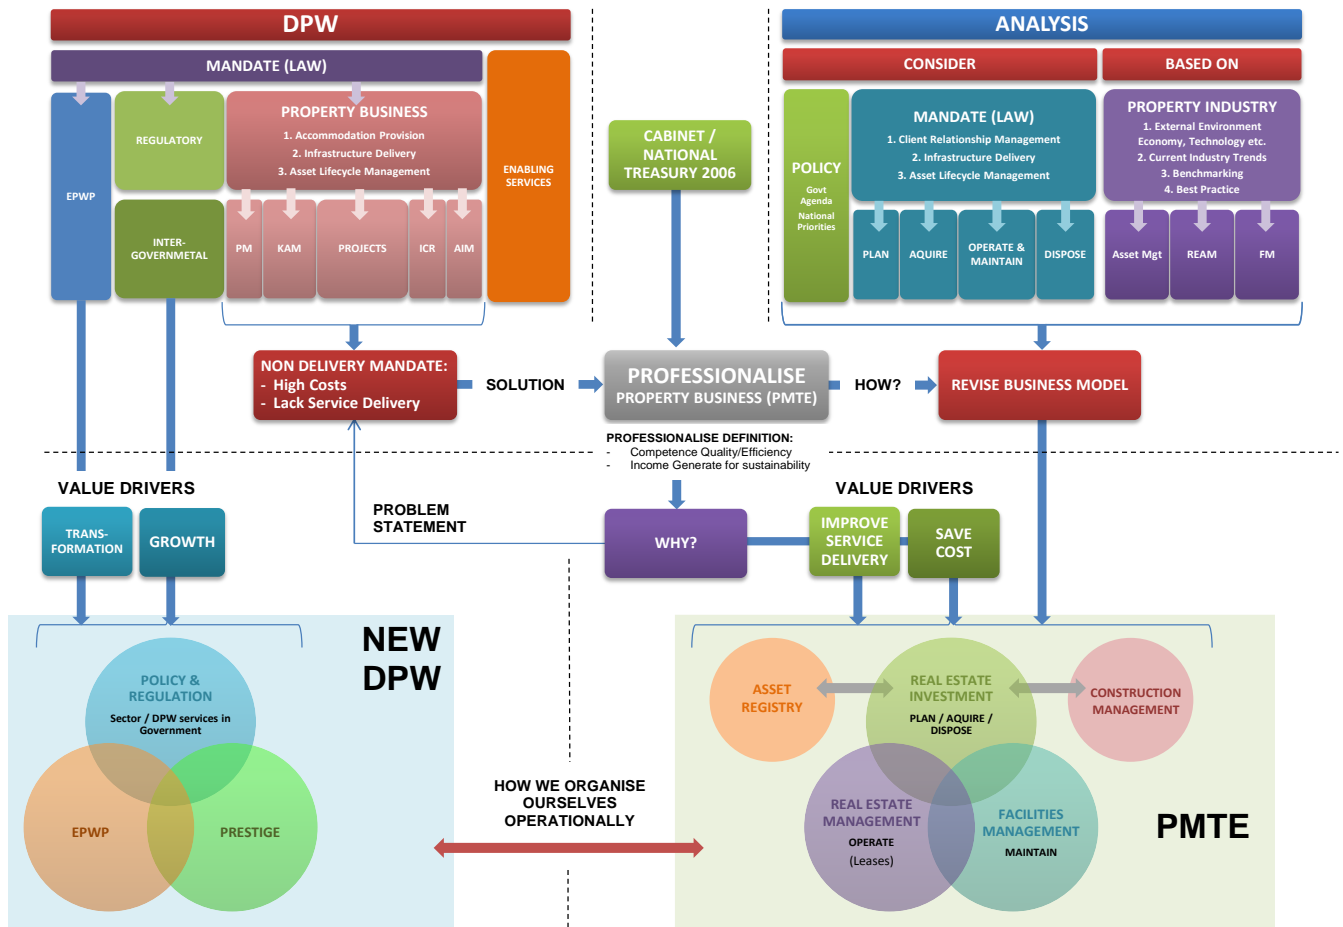 DPW
MANDATE (LAW)
EPWP
REGULATORY
INTER-
GOVERNMETAL
PROPERTY BUSINESS
1. Accommodation Provision
2. Infrastructure Delivery
3. Asset Lifecycle Management
PM
KAM
PROJECTS
ICR
AIM
ENABLING
SERVICES
CABINET /
NATIONAL
TREASURY 2006
ANALYSIS
CONSIDER
BASED ON
POLICY
Govt
Agenda
National
Priorities
MANDATE (LAW)
1. Client Relationship Management
2. Infrastructure Delivery
3. Asset Lifecycle Management
PLAN
AQUIRE
OPERATE &
MAINTAIN
DISPOSE
PROPERTY INDUSTRY
1. External Environment
Economy, Technology etc.
2. Current Industry Trends
3. Benchmarking
4. Best Practice
Asset Mgt
REAM
FM
NON DELIVERY MANDATE:
- High Costs
- Lack Service Delivery
SOLUTION
PROFESSIONALISE
PROPERTY BUSINESS (PMTE)
HOW?
REVISE BUSINESS MODEL
PROFESSIONALISE DEFINITION:
- Competence Quality/Efficiency
- Income Generate for sustainability
VALUE DRIVERS
TRANS-
FORMATION
GROWTH
PROBLEM
STATEMENT
WHY?
VALUE DRIVERS
IMPROVE
SERVICE
DELIVERY
SAVE
COST
NEW
DPW
POLICY &
REGULATION
Sector / DPW services in
Government
EPWP
PRESTIGE
HOW WE ORGANISE
OURSELVES
OPERATIONALLY
ASSET
REGISTRY
REAL ESTATE
INVESTMENT
PLAN / AQUIRE /
DISPOSE
CONSTRUCTION
MANAGEMENT
REAL ESTATE
MANAGEMENT
OPERATE
(Leases)
FACILITIES
MANAGEMENT
MAINTAIN
PMTE